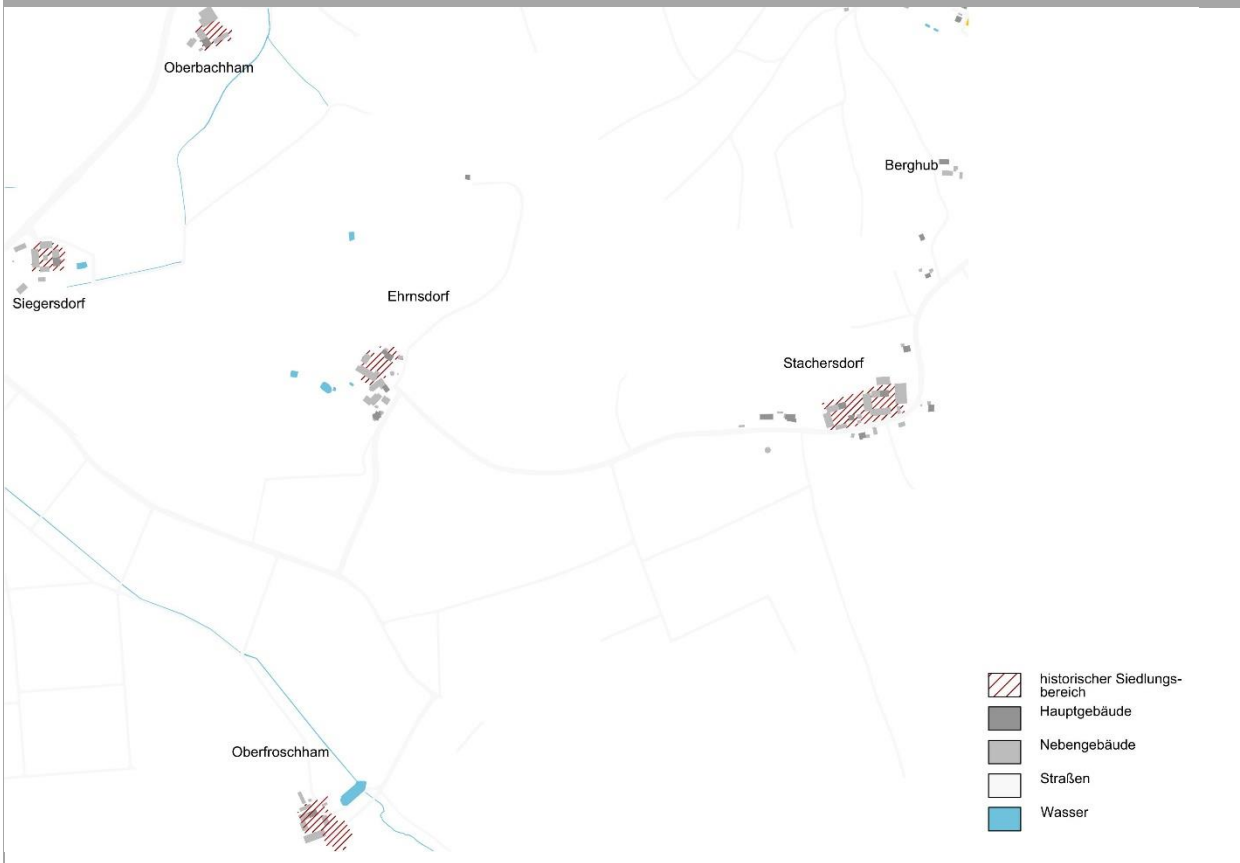 Oberbachham
Berghub
Siegersdorf
Ehrnsdorf
Stachersdorf
Oberfroschham
historischer Siedlungs-
bereich
Hauptgebäude
Nebengebäude
Straßen
Wasser